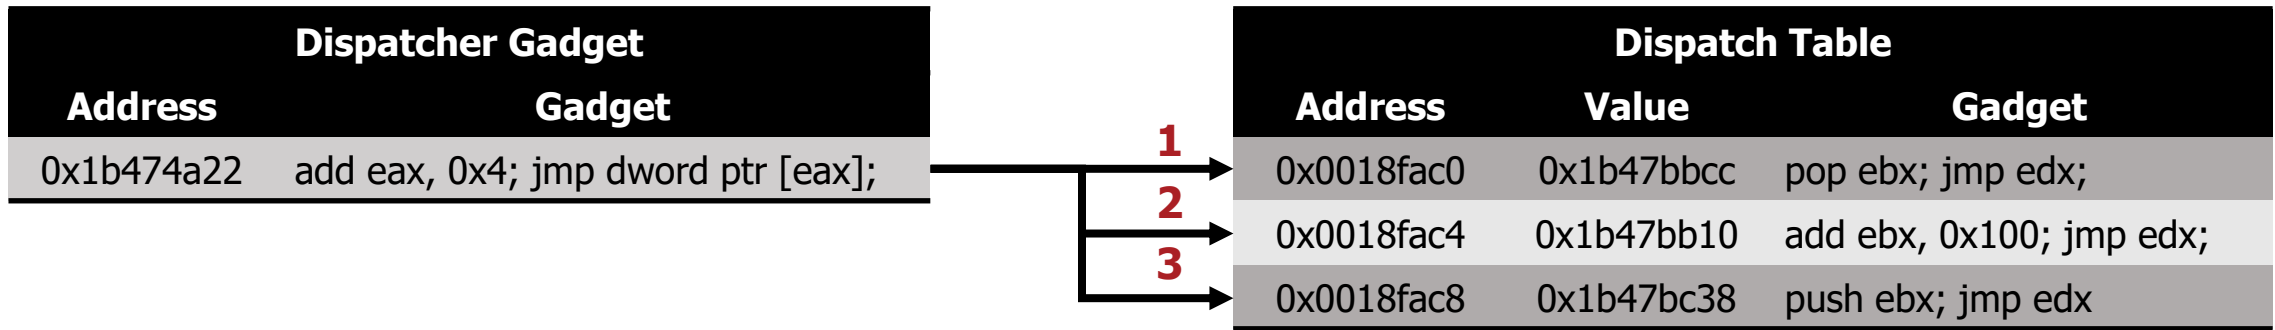 Dispatcher Gadget
Address Gadget
0x1b474a22 add eax, 0x4; jmp dword ptr [eax];
1
2
3
Dispatch Table
Address Value Gadget
0x0018fac0 0x1b47bbcc pop ebx; jmp edx;
0x0018fac4 0x1b47bb10 add ebx, 0x100; jmp edx;
0x0018fac8 0x1b47bc38 push ebx; jmp edx